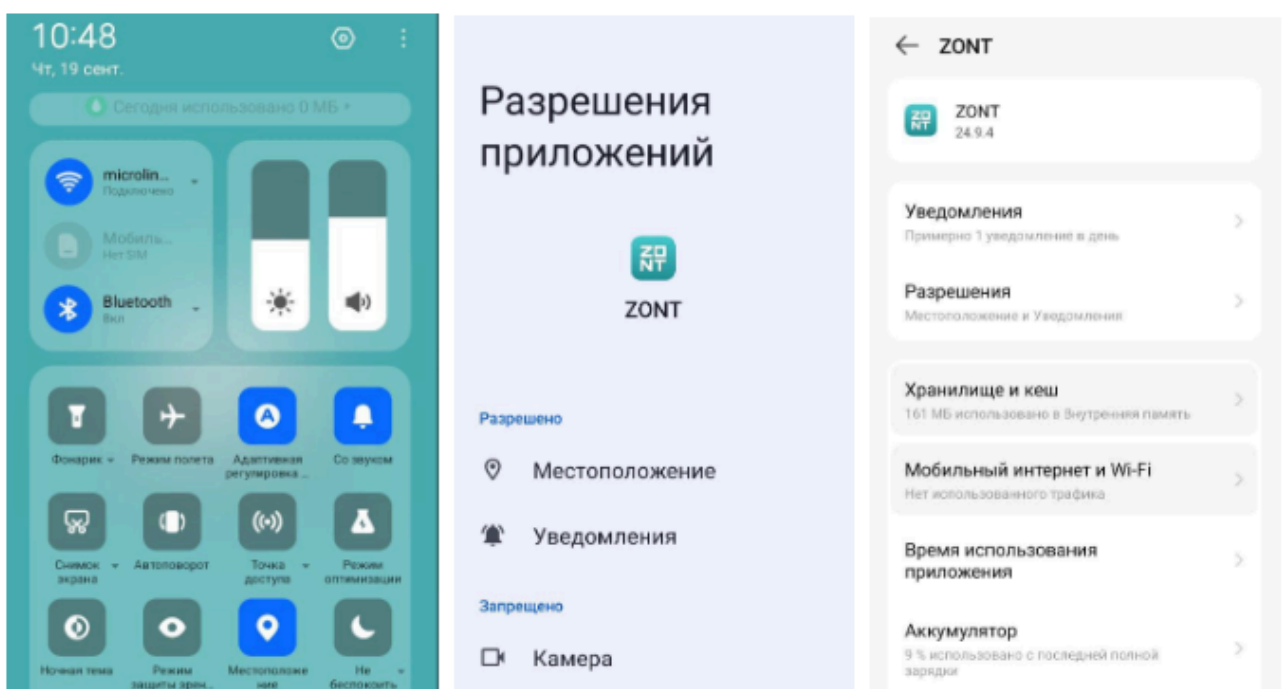 10:48
Чт, 19 сент.
Сегодня использовано 0 МБ
microlin...
Подключено
Мобиль...
Нет SIM
Bluetooth
Вкл
Фонарик
Режим полета
Адаптивная
регулировка ...
Со звуком
Снимок
экрана
Автоповорот
Точка
доступа
Режим
оптимизации
Ночная тема
Режим
защиты зрен...
Местоположе
ние
Не
беспокоить
Разрешения
приложений
ZONT
ZONT
Разрешено
Местоположение
Уведомления
Запрещено
Камера
ZONT
ZONT
ZONT
24.9.4
Уведомления
Примерно 1 уведомление в день
Разрешения
Местоположение и Уведомления
Хранилище и кеш
161 МБ использовано в Внутренняя память
Мобильный интернет и Wi-Fi
Нет использованного трафика
Время использования
приложения
Аккумулятор
9 % использовано с последней полной
зарядки